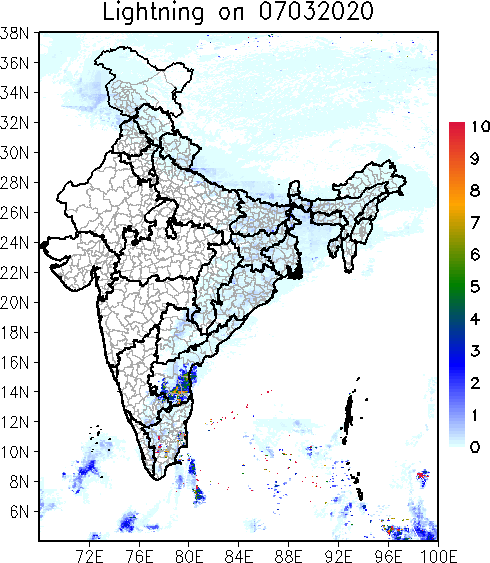 Lightning on 07032020
38N
36N
34N
32N
30N
28N
26N
24N
22N
20N
18N
16N
14N
12N
10N
8N
6N
72E 76E 80E 84E 88E 92E 96E 100E
10
9
8
7
6
5
4
3
2
1
0